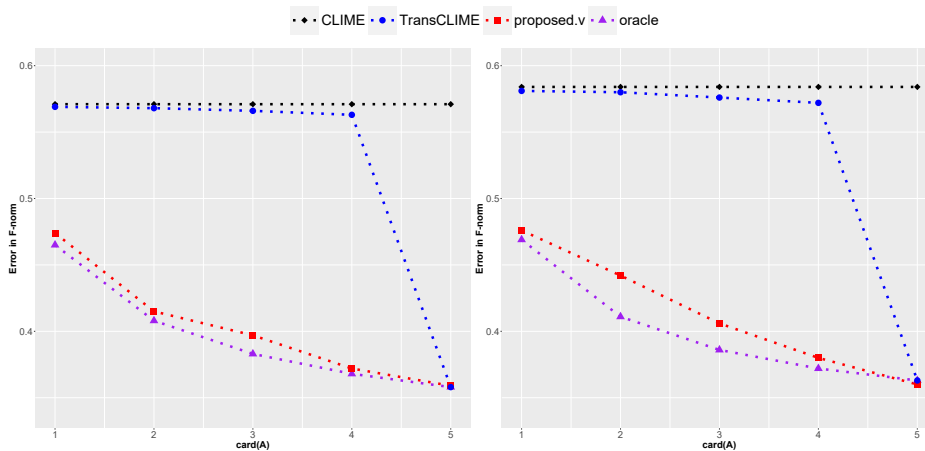 CLIME TransCLIME proposed.v oracle
0.6
0.5
0.4
Error in F-norm
1 2 3 4 5
card(A)
0.6
0.5
0.4
Error in F-norm
1 2 3 4 5
card(A)